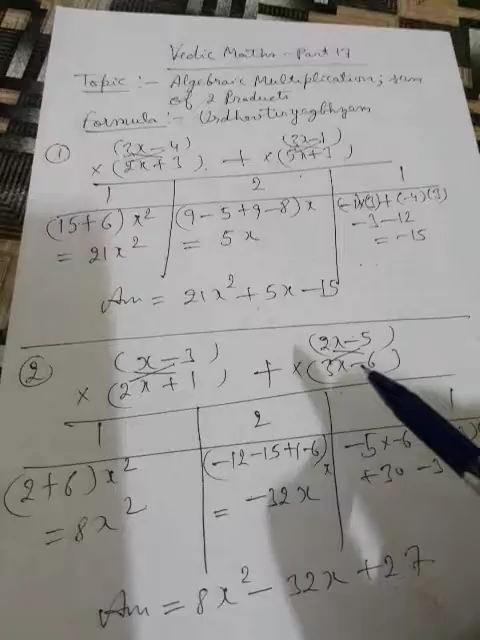 Vedic Maths - Part 17
Topic :- Algebraic Multiplication; sum
of 2 Products
Formula :- Urdhavtiryagbhyam
① (3x-4) (3x-1)
× (2x+3) + × (5x+3)
1 2 1
(15+6)x² (9-5+9-8)x (-1×3)+(-4)(3)
= 21x² = 5x -3-12
= -15
Ans = 21x²+5x-15
② (x-3) (2x-5)
× (2x+1) + × (3x-6)
1 2 1
(2+6)x² (-12-15+1-6)x -5×-6
= 8x² = -32x +30-3
Ans = 8x²-32x+27